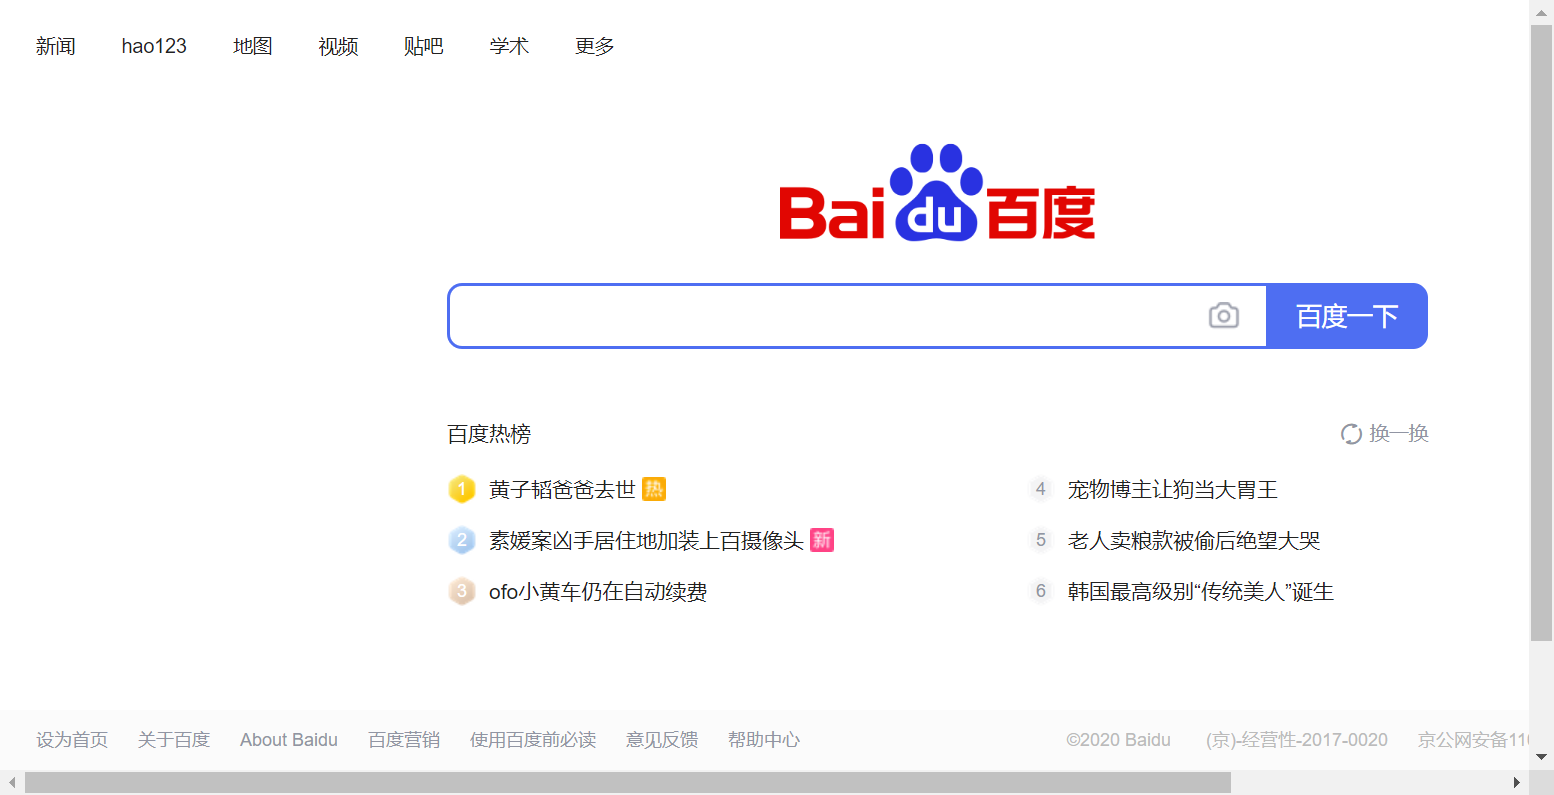 新闻 hao123 地图 视频 贴吧 学术 更多
Bai du 百度
百度一下
百度热榜 换一换
1 黄子韬爸爸去世 热
4 宠物博主让狗当大胃王
2 素媛案凶手居住地加装上百摄像头 新
5 老人卖粮款被偷后绝望大哭
3 ofo小黄车仍在自动续费
6 韩国最高级别“传统美人”诞生
设为首页 关于百度 About Baidu 百度营销 使用百度前必读 意见反馈 帮助中心 ©2020 Baidu (京)-经营性-2017-0020 京公网安备11